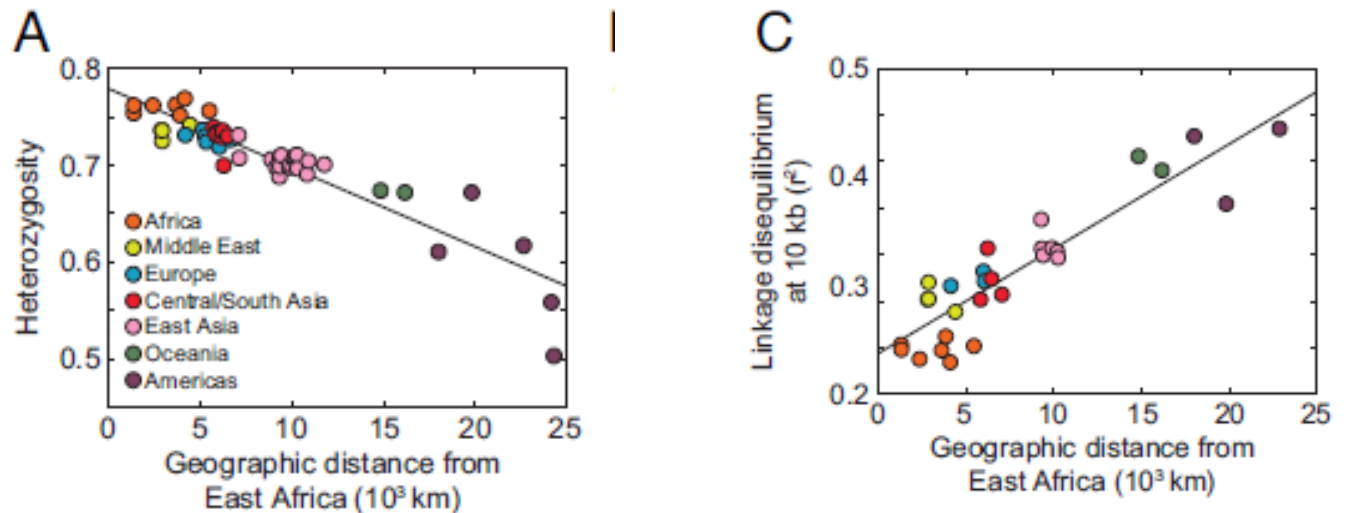 A
C
0.8
0.7
0.6
0.5
Heterozygosity
Africa
Middle East
Europe
Central/South Asia
East Asia
Oceania
Americas
0 5 10 15 20 25
Geographic distance from
East Africa (10³ km)
0.5
0.4
0.3
0.2
Linkage disequilibrium
at 10 kb (r²)
0 5 10 15 20 25
Geographic distance from
East Africa (10³ km)